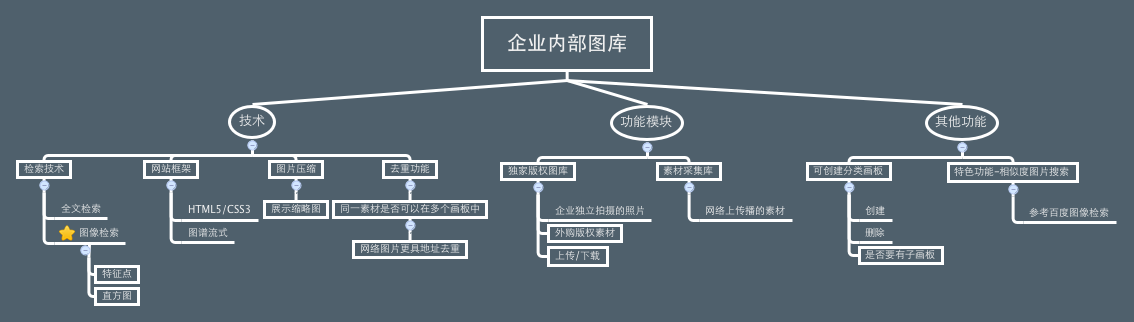 企业内部图库
技术
功能模块
其他功能
检索技术
网站框架
图片压缩
去重功能
独家版权图库
素材采集库
可创建分类画板
特色功能-相似度图片搜索
全文检索
图像检索
特征点
直方图
HTML5/CSS3
图谱流式
展示缩略图
同一素材是否可以在多个画板中
网络图片更具地址去重
企业独立拍摄的照片
外购版权素材
上传/下载
网络上传播的素材
创建
删除
是否要有子画板
参考百度图像检索